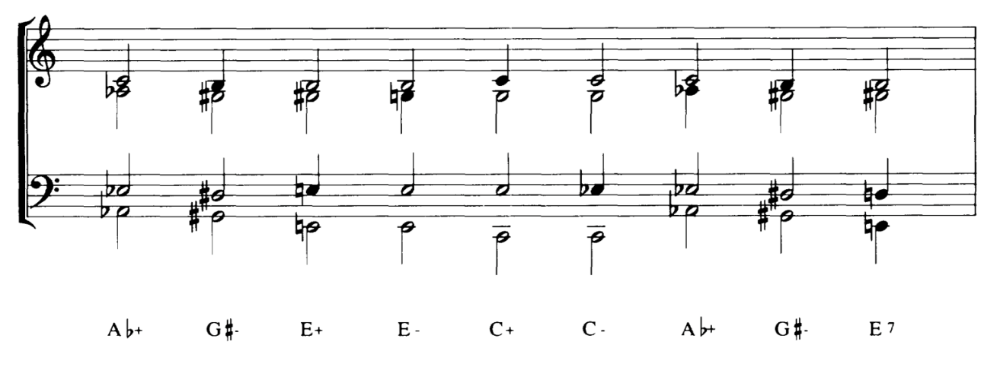 A♭+ G♯- E+ E- C+ C- A♭+ G♯- E7